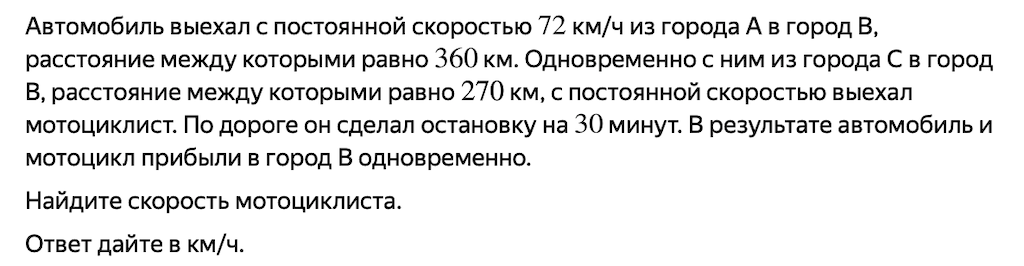 Автомобиль выехал с постоянной скоростью 72 км/ч из города А в город В,
расстояние между которыми равно 360 км. Одновременно с ним из города С в город
В, расстояние между которыми равно 270 км, с постоянной скоростью выехал
мотоциклист. По дороге он сделал остановку на 30 минут. В результате автомобиль и
мотоцикл прибыли в город В одновременно.
Найдите скорость мотоциклиста.
Ответ дайте в км/ч.